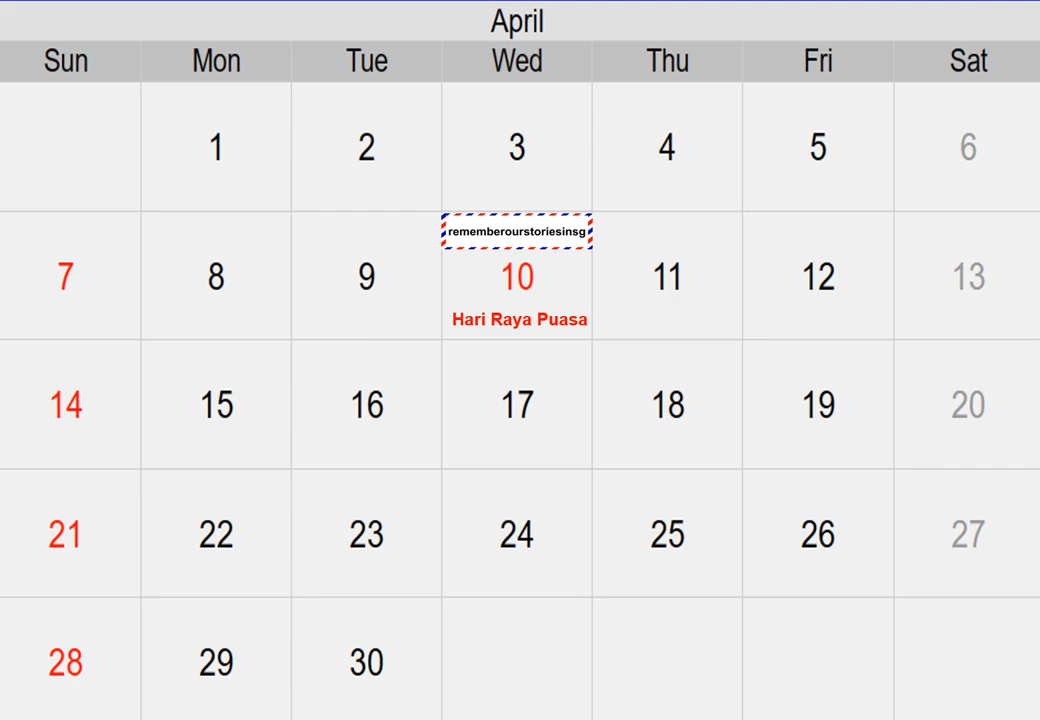 April
Sun Mon Tue Wed Thu Fri Sat
1 2 3 4 5 6
rememberourstoriesinsg
7 8 9 10 11 12 13
Hari Raya Puasa
14 15 16 17 18 19 20
21 22 23 24 25 26 27
28 29 30